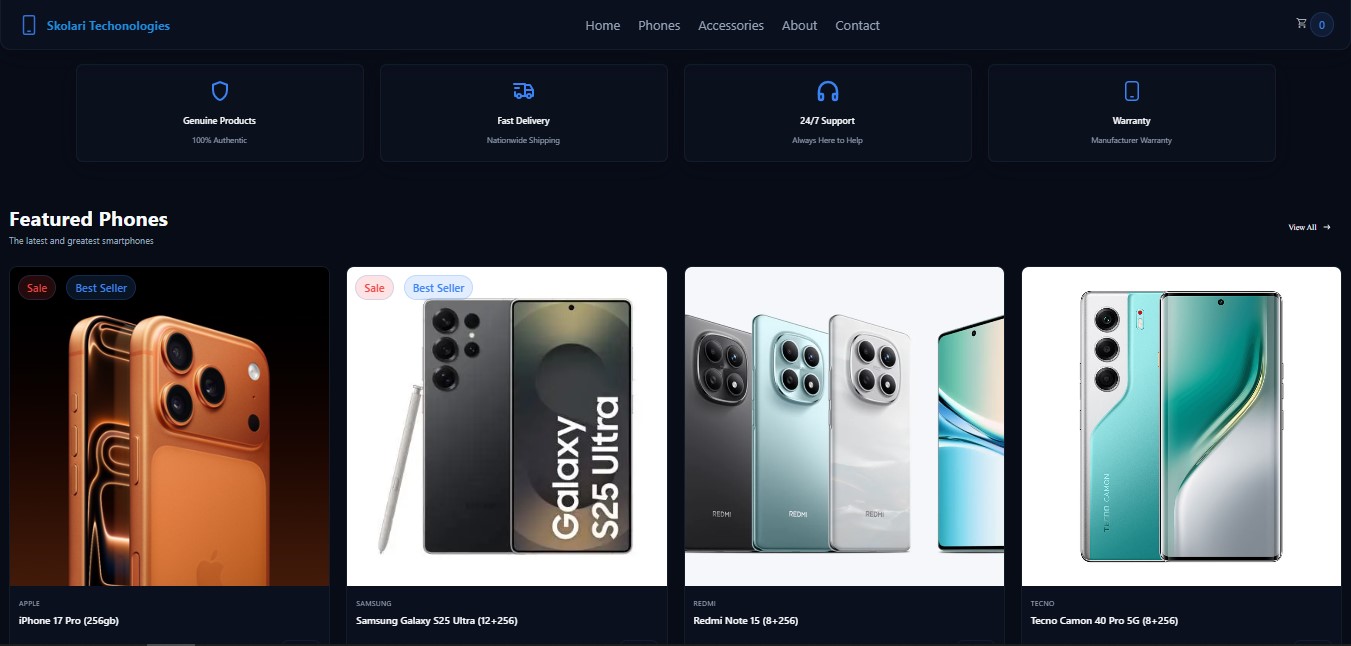 Skolari Techonologies
Home Phones Accessories About Contact
0
Genuine Products
100% Authentic
Fast Delivery
Nationwide Shipping
24/7 Support
Always Here to Help
Warranty
Manufacturer Warranty
Featured Phones
The latest and greatest smartphones
View All →
Sale Best Seller
Sale Best Seller
Galaxy
S25 Ultra
REDMI REDMI REDMI
TECNO CAMON
APPLE
iPhone 17 Pro (256gb)
SAMSUNG
Samsung Galaxy S25 Ultra (12+256)
REDMI
Redmi Note 15 (8+256)
TECNO
Tecno Camon 40 Pro 5G (8+256)